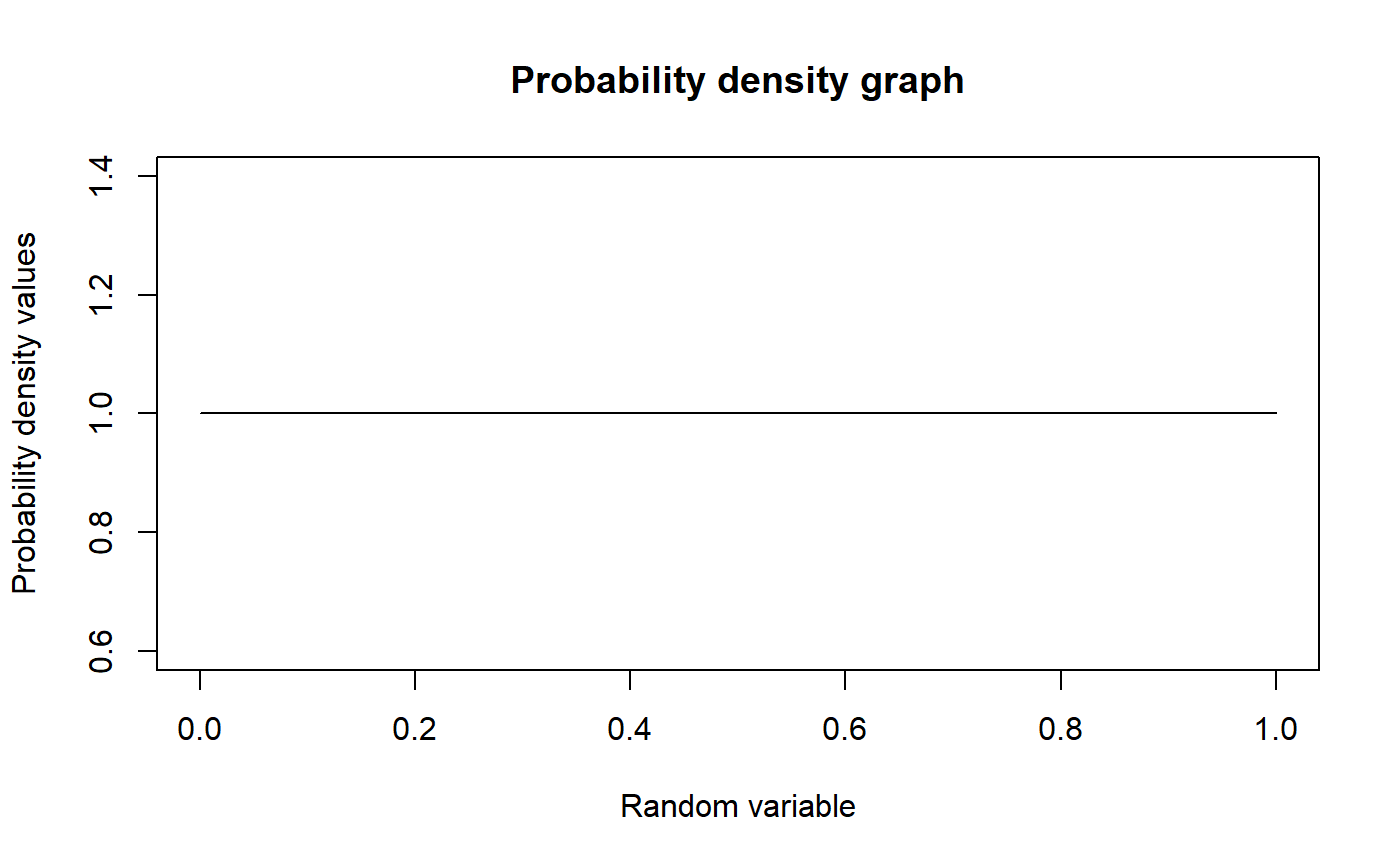 Probability density graph
Probability density values
1.4
1.2
1.0
0.8
0.6
0.0 0.2 0.4 0.6 0.8 1.0
Random variable